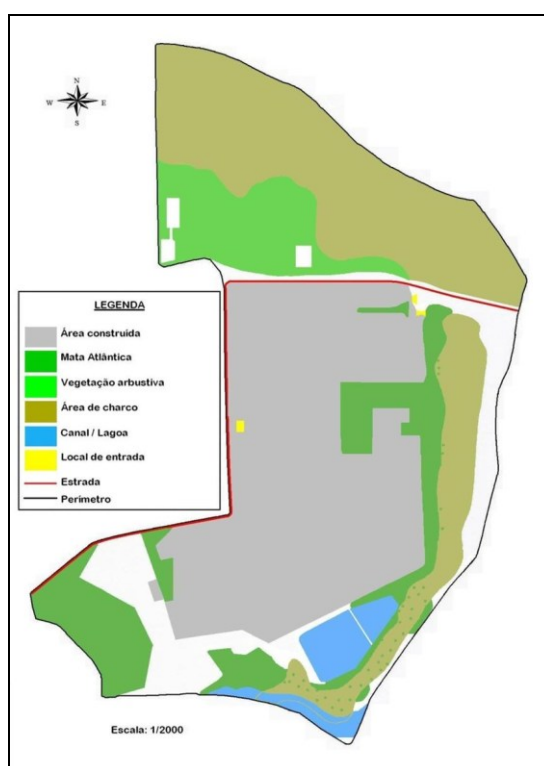 N
W E
S
LEGENDA
Área construída
Mata Atlântica
Vegetação arbustiva
Área de charco
Canal / Lagoa
Local de entrada
Estrada
Perímetro
Escala: 1/2000